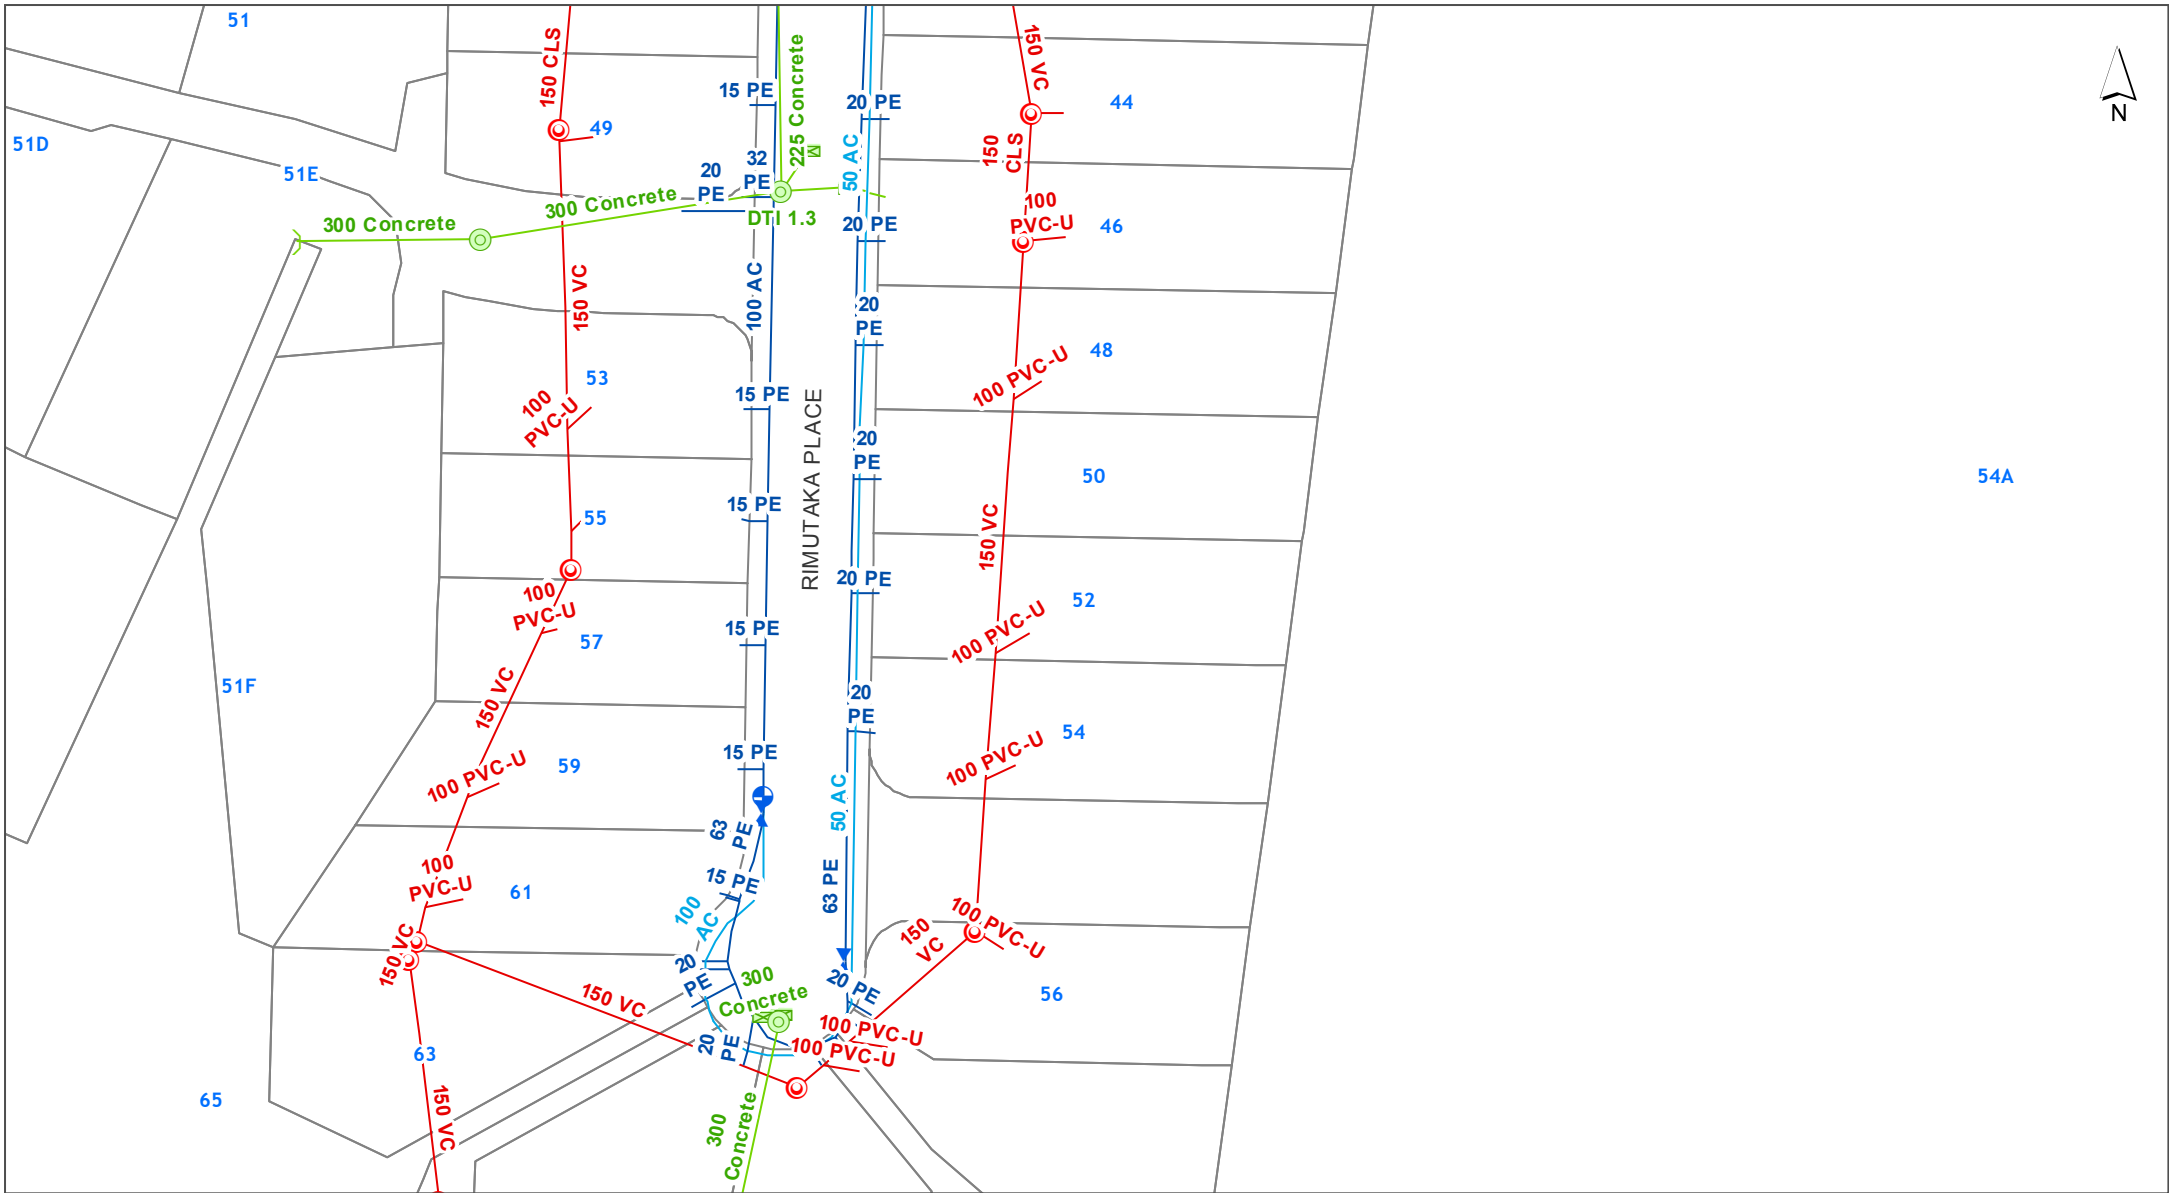 51
150 CLS
15 PE
225 Concrete
M
20 PE
150 VC
44
N
49
51D
51E
150
CLS
50 AC
32
PE
20
PE
300 Concrete
300 Concrete
DTI 1.3
20 PE
100
PVC-U
46
150 VC
100 AC
20
PE
53
100
PVC-U
15 PE
RIMUTAKA PLACE
100 PVC-U
48
20
PE
50
54A
55
15 PE
150 VC
20 PE
52
100
PVC-U
57
15 PE
100 PVC-U
51F
150 VC
20
PE
54
59
100 PVC-U
15 PE
100 PVC-U
50 AC
63
PE
100
PVC-U
61
15 PE
63 PE
100
AC
150 VC
150
VC
100 PVC-U
20
PE
300
Concrete
20 PE
56
150 VC
63
20
PE
100 PVC-U
100 PVC-U
65
150 VC
300
Concrete